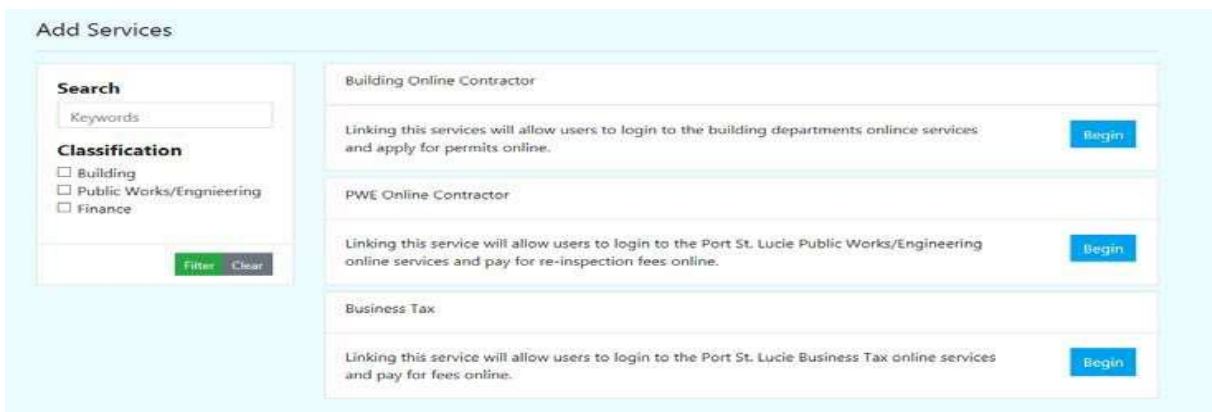 Add Services
Search
Keywords
Classification
Building
Public Works/Engnieering
Finance
Filter Clear
Building Online Contractor
Linking this services will allow users to login to the building departments onlince services
and apply for permits online.
Begin
PWE Online Contractor
Linking this service will allow users to login to the Port St. Lucie Public Works/Engineering
online services and pay for re-inspection fees online.
Begin
Business Tax
Linking this service will allow users to login to the Port St. Lucie Business Tax online services
and pay for fees online.
Begin